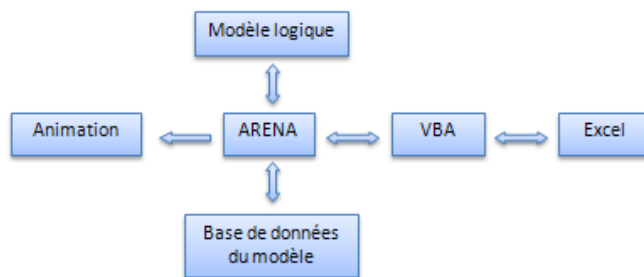 Modèle logique
Animation
ARENA
VBA
Excel
Base de données
du modèle